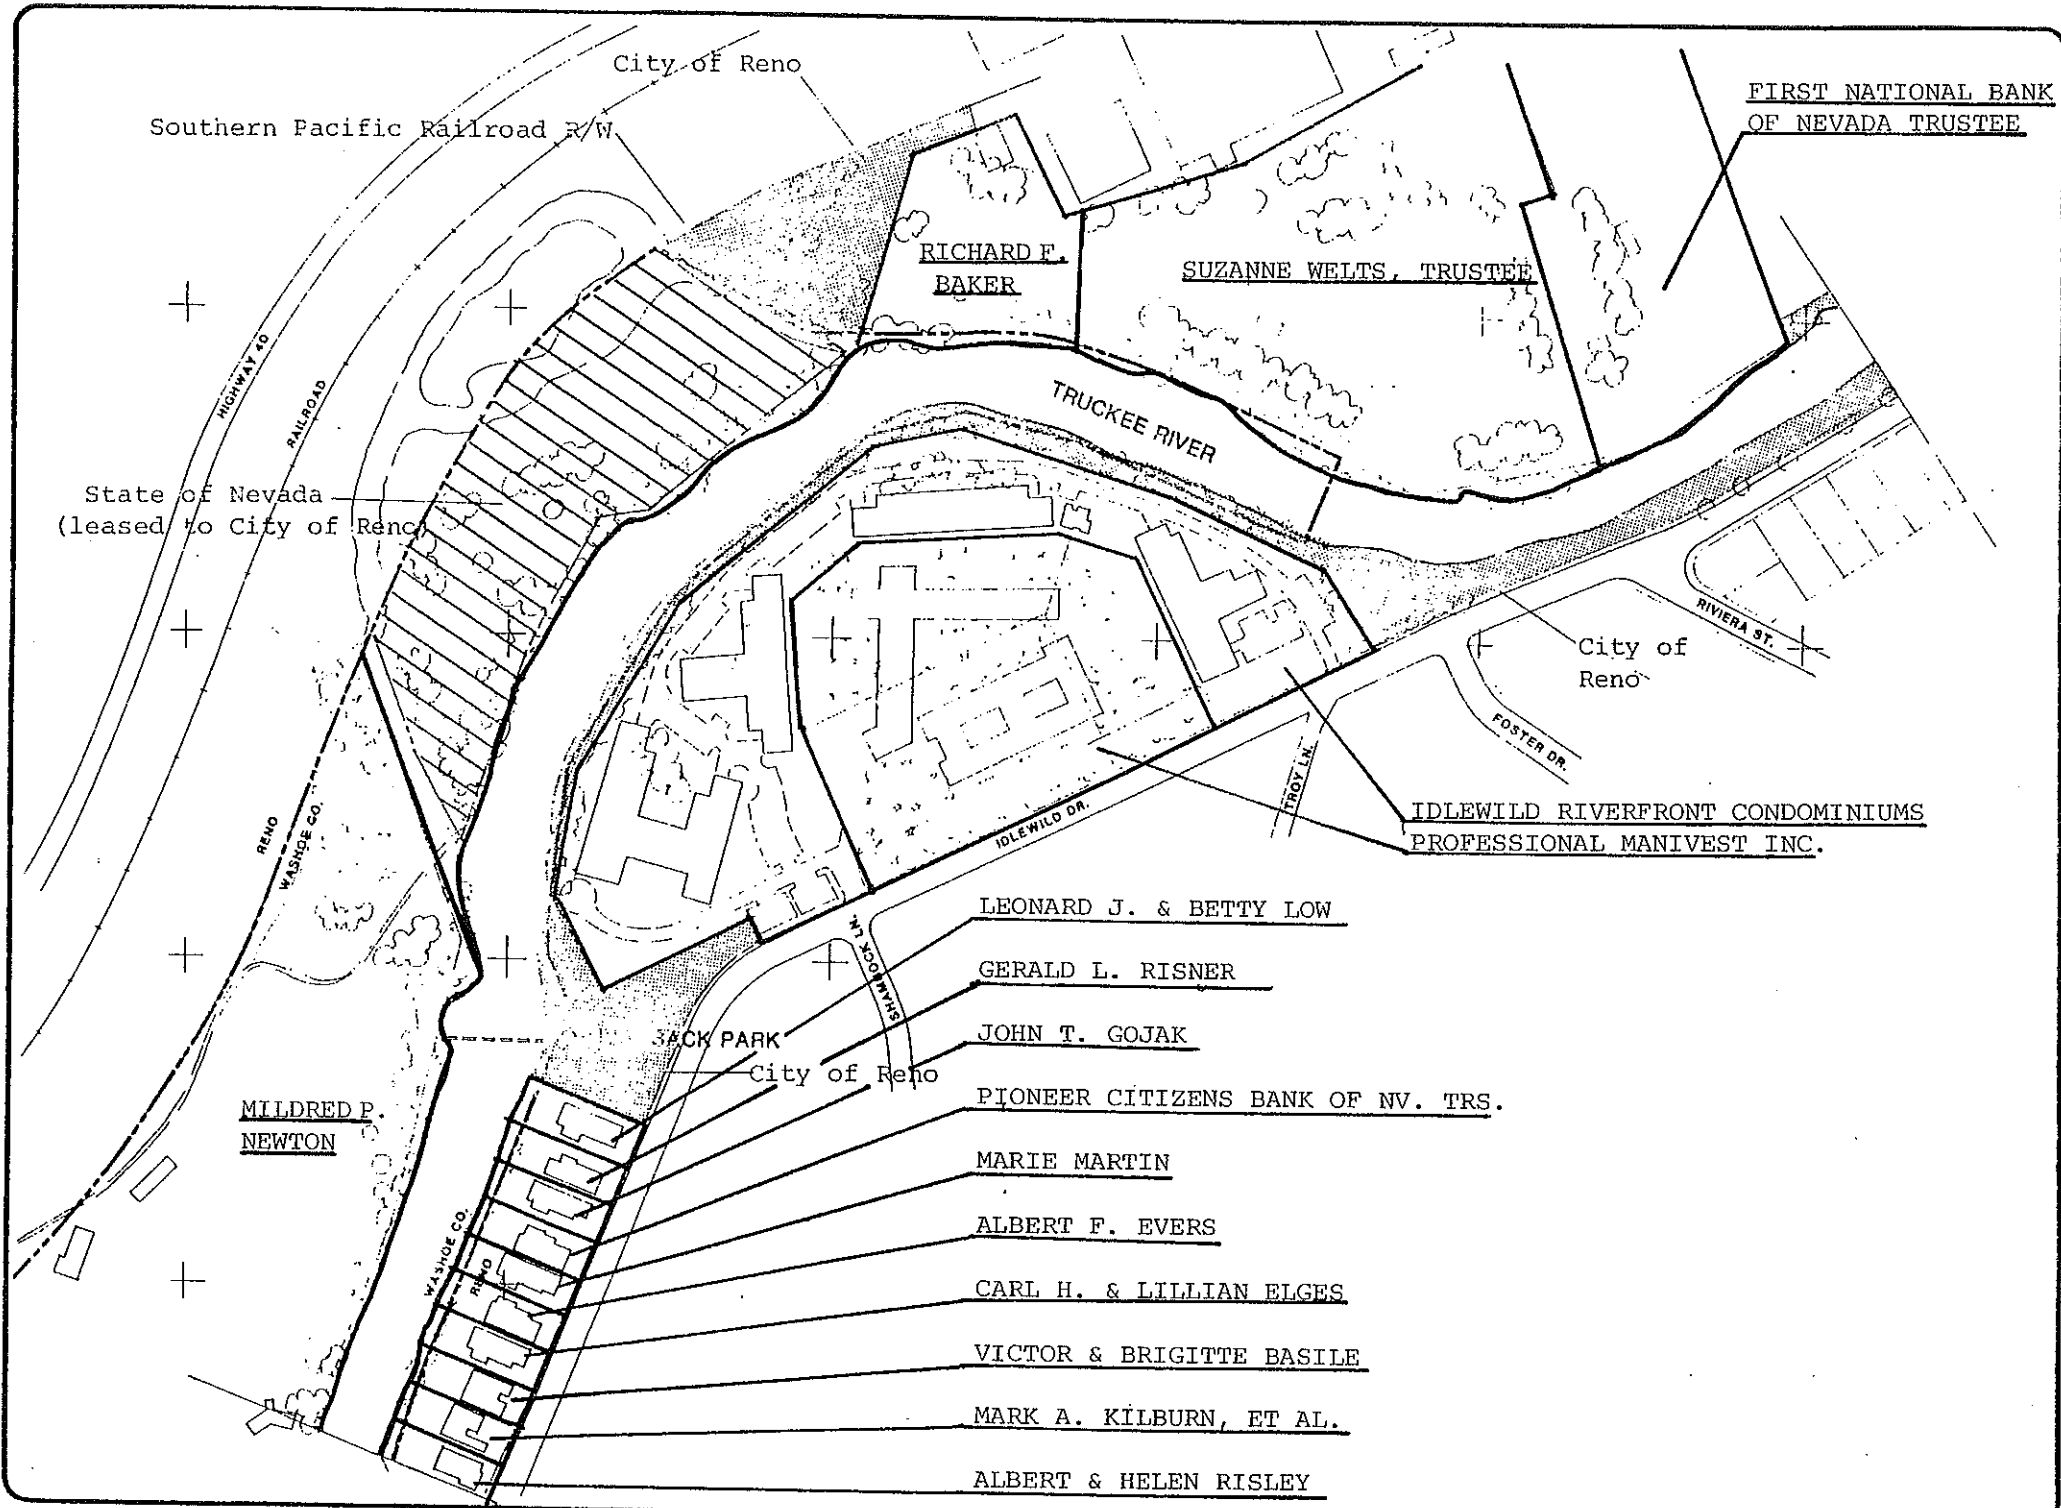 City of Reno
Southern Pacific Railroad R/W
FIRST NATIONAL BANK
OF NEVADA TRUSTEE
RICHARD F.
BAKER
SUZANNE WELTS, TRUSTEE
HIGHWAY 40
RAILROAD
TRUCKEE RIVER
State of Nevada
(leased to City of Reno
RIVIERA ST.
City of
Reno
FOSTER DR.
TROY LN.
IDLEWILD DR.
RENO
WASHOE CO.
IDLEWILD RIVERFRONT CONDOMINIUMS
PROFESSIONAL MANIVEST INC.
LEONARD J. & BETTY LOW
SHAMROCK LN.
GERALD L. RISNER
JOHN T. GOJAK
PARK
City of Reno
MILDRED P.
NEWTON
PIONEER CITIZENS BANK OF NV. TRS.
MARIE MARTIN
WASHOE CO.
RENO
ALBERT F. EVERS
CARL H. & LILLIAN ELGES
VICTOR & BRIGITTE BASILE
MARK A. KILBURN, ET AL.
ALBERT & HELEN RISLEY